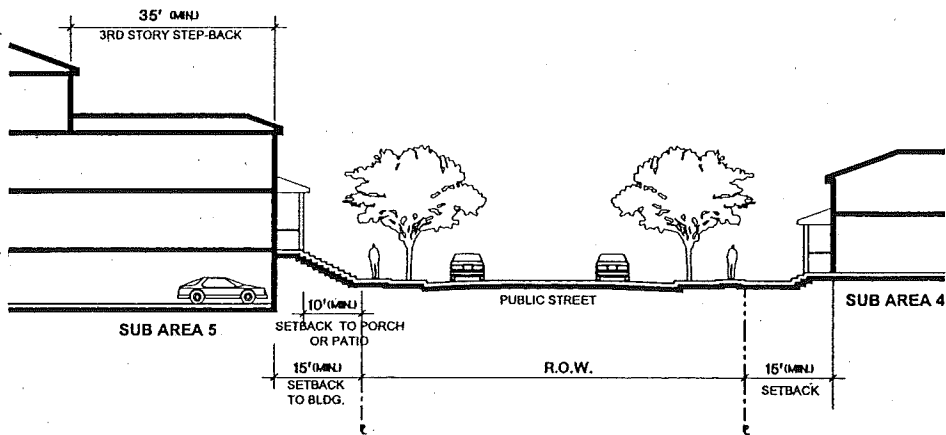 35' (MIN.)
3RD STORY STEP-BACK
PUBLIC STREET
SUB AREA 5
SUB AREA 4
10' (MIN.)
SETBACK TO PORCH
OR PATIO
15' (MIN.)
SETBACK
TO BLDG.
R.O.W.
15' (MIN.)
SETBACK